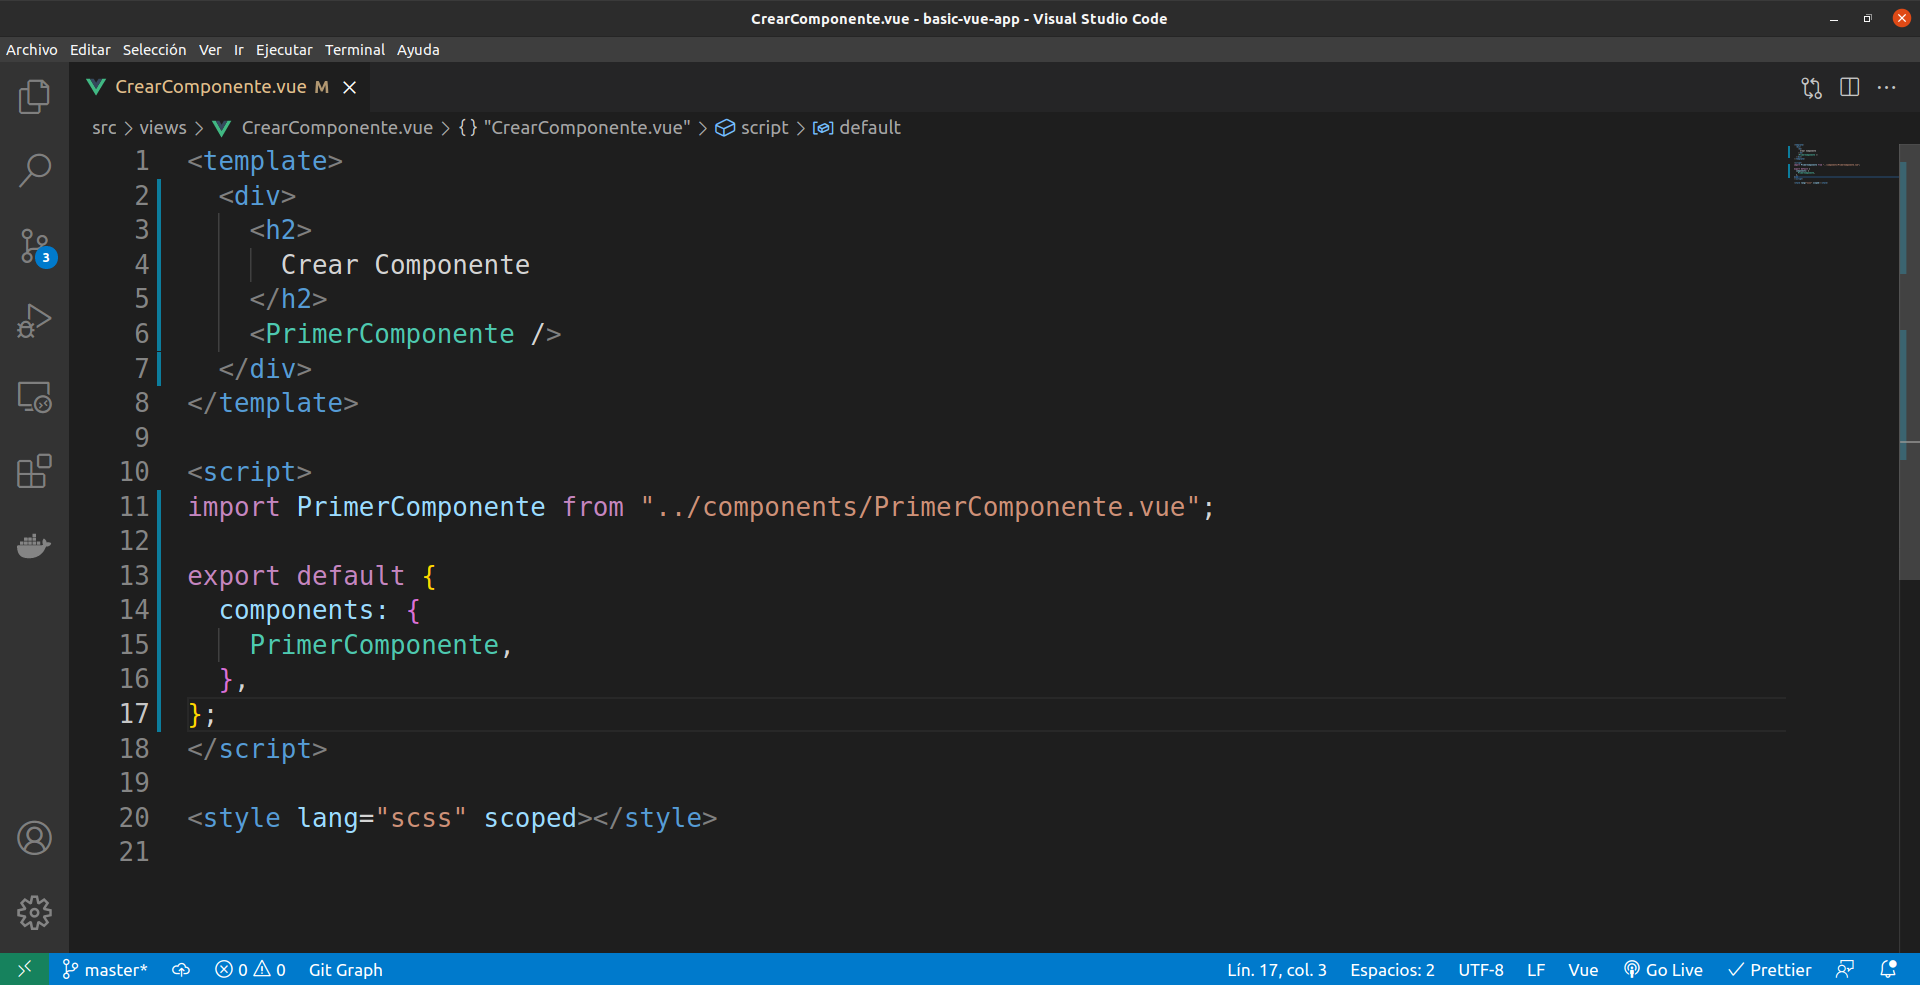 CrearComponente.vue - basic-vue-app - Visual Studio Code
Archivo Editar Selección Ver Ir Ejecutar Terminal Ayuda
CrearComponente.vue M
src > views > CrearComponente.vue > {} "CrearComponente.vue" > script > default
1 <template>
2   <div>
3     <h2>
4       Crear Componente
5     </h2>
6     <PrimerComponente />
7   </div>
8 </template>
9
10 <script>
11 import PrimerComponente from "../components/PrimerComponente.vue";
12
13 export default {
14   components: {
15     PrimerComponente,
16   },
17 };
18 </script>
19
20 <style lang="scss" scoped></style>
21
3
master* 0 0 Git Graph Lín. 17, col. 3 Espacios: 2 UTF-8 LF Vue Go Live Prettier